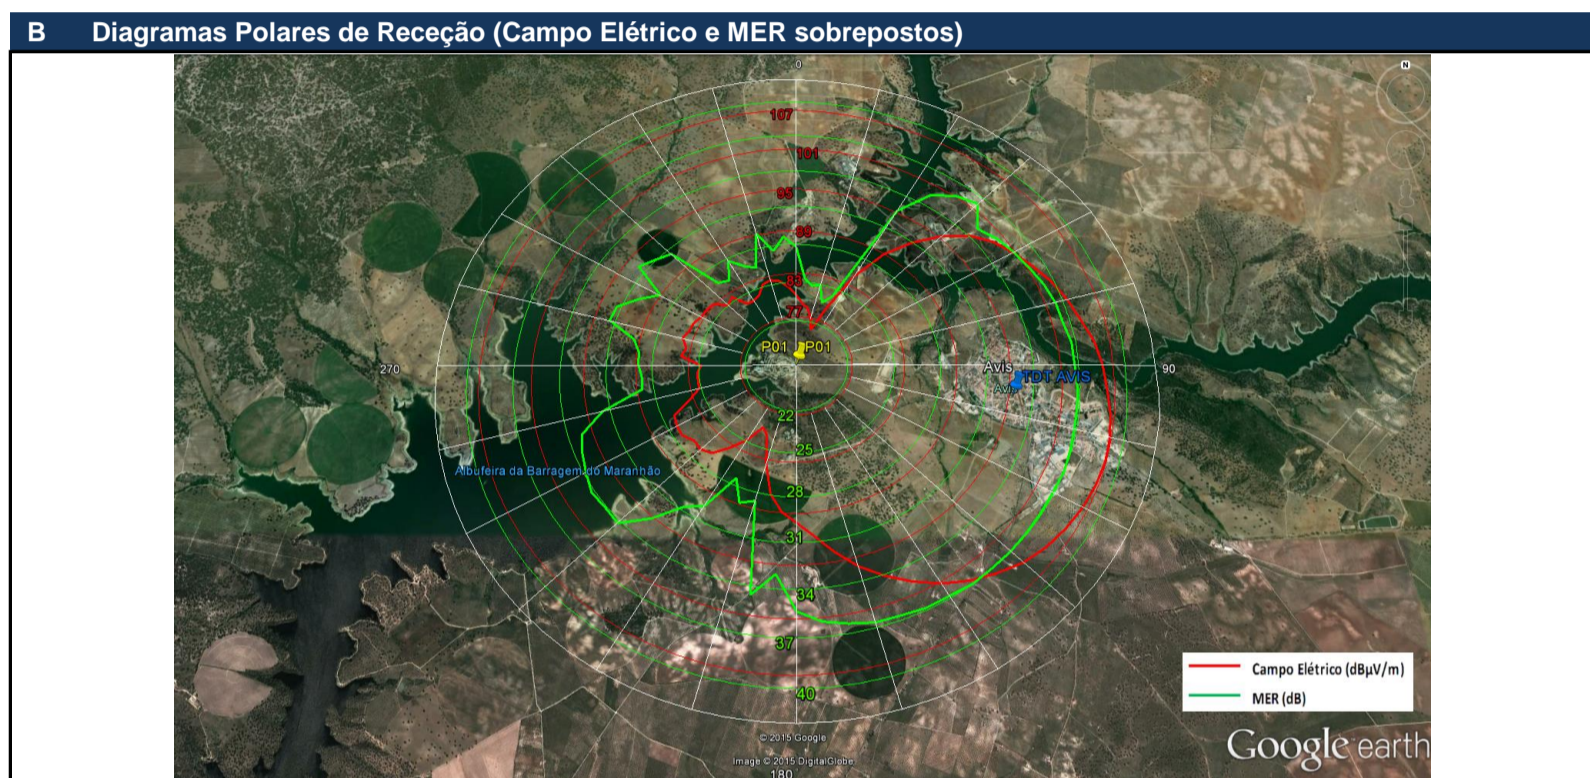 B Diagramas Polares de Receção (Campo Elétrico e MER sobrepostos)
0
N
107
101
95
89
83
77
P01 P01
270
Avis
TDT AVIS
90
Avis
22
25
Albufeira da Barragem do Maranhão
28
31
34
37
40
Campo Elétrico (dBµV/m)
MER (dB)
© 2015 Google
Image © 2015 DigitalGlobe
Google earth
180